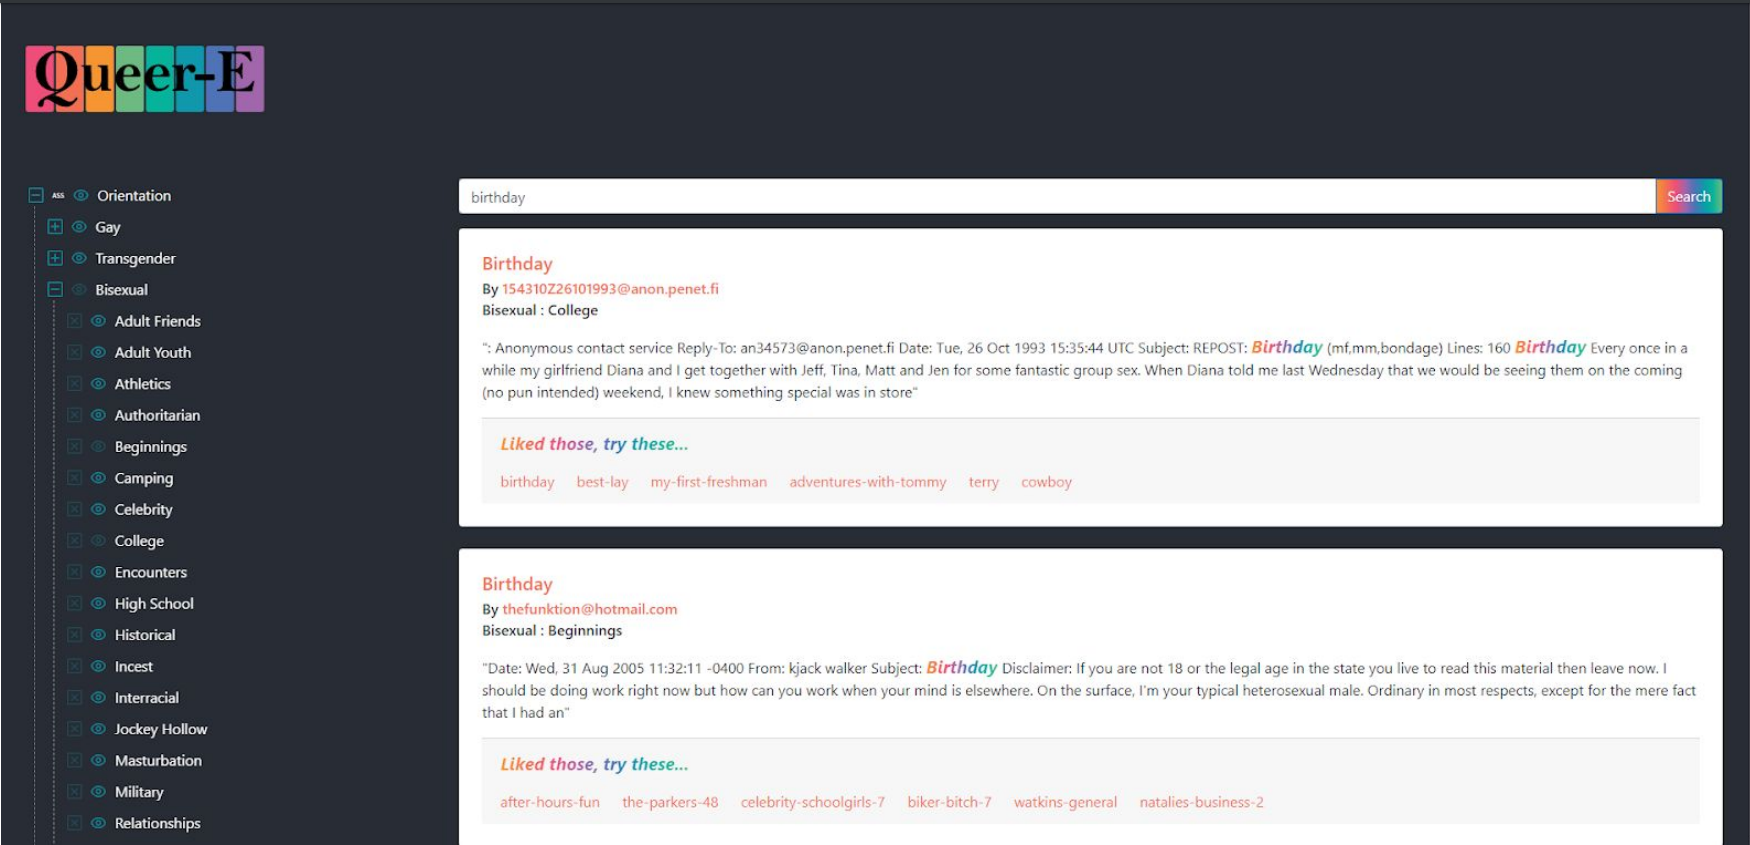 Queer-E
ASS Orientation
Gay
Transgender
Bisexual
Adult Friends
Adult Youth
Athletics
Authoritarian
Beginnings
Camping
Celebrity
College
Encounters
High School
Historical
Incest
Interracial
Jockey Hollow
Masturbation
Military
Relationships
birthday
Search
Birthday
By 154310Z26101993@anon.penet.fi
Bisexual : College
": Anonymous contact service Reply-To: an34573@anon.penet.fi Date: Tue, 26 Oct 1993 15:35:44 UTC Subject: REPOST: Birthday (mf,mm,bondage) Lines: 160 Birthday Every once in a
while my girlfriend Diana and I get together with Jeff, Tina, Matt and Jen for some fantastic group sex. When Diana told me last Wednesday that we would be seeing them on the coming
(no pun intended) weekend, I knew something special was in store"
Liked those, try these...
birthday best-lay my-first-freshman adventures-with-tommy terry cowboy
Birthday
By thefunktion@hotmail.com
Bisexual : Beginnings
"Date: Wed, 31 Aug 2005 11:32:11 -0400 From: kjack walker Subject: Birthday Disclaimer: If you are not 18 or the legal age in the state you live to read this material then leave now. I
should be doing work right now but how can you work when your mind is elsewhere. On the surface, I'm your typical heterosexual male. Ordinary in most respects, except for the mere fact
that I had an"
Liked those, try these...
after-hours-fun the-parkers-48 celebrity-schoolgirls-7 biker-bitch-7 watkins-general natalies-business-2